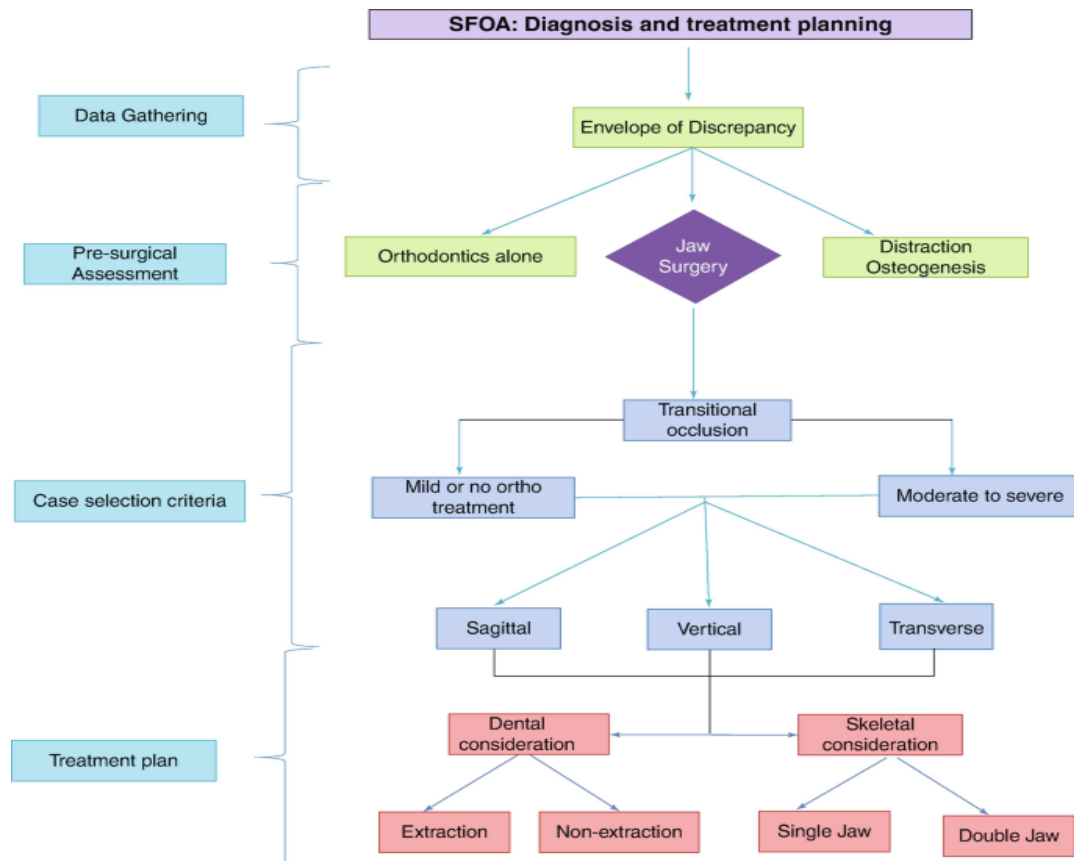 SFOA: Diagnosis and treatment planning
Data Gathering
Envelope of Discrepancy
Pre-surgical
Assessment
Orthodontics alone
Jaw
Surgery
Distraction
Osteogenesis
Transitional
occlusion
Case selection criteria
Mild or no ortho
treatment
Moderate to severe
Sagittal
Vertical
Transverse
Treatment plan
Dental
consideration
Skeletal
consideration
Extraction
Non-extraction
Single Jaw
Double Jaw